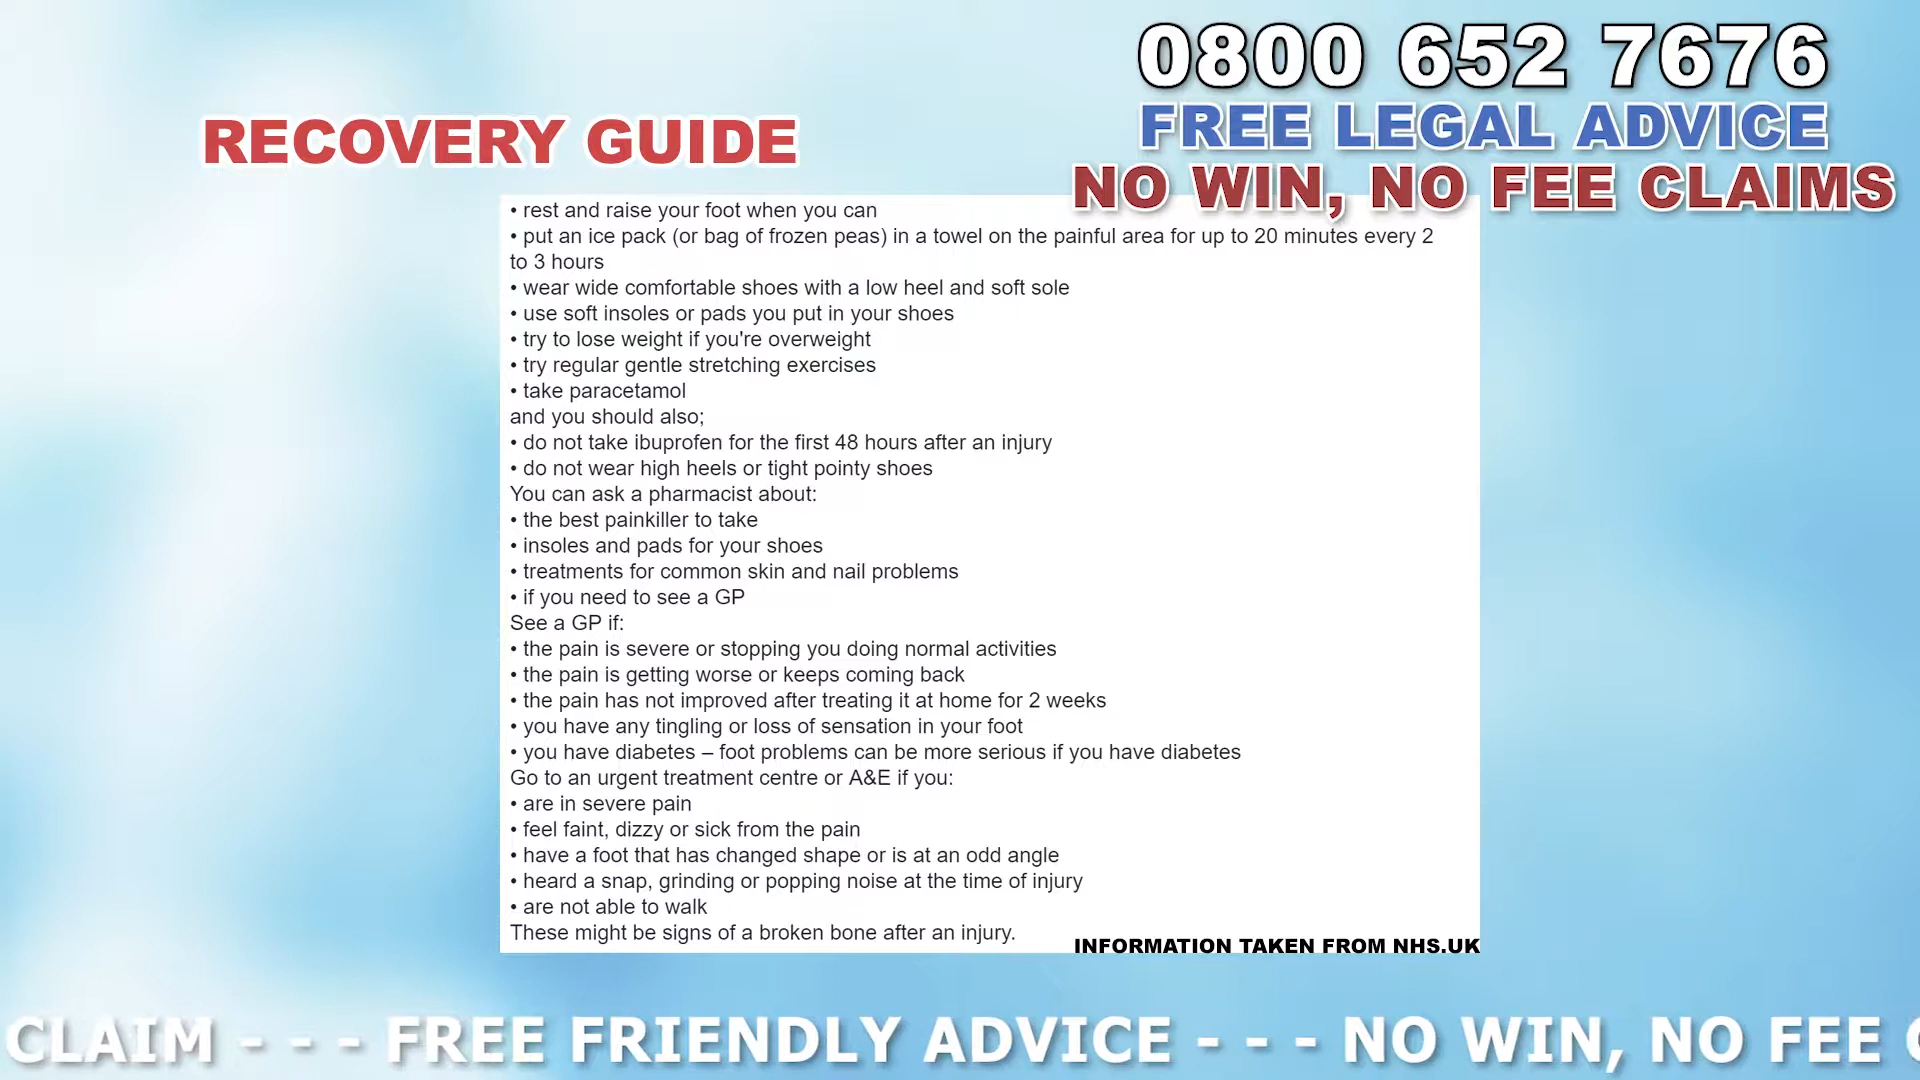 0800 652 7676
FREE LEGAL ADVICE
NO WIN, NO FEE CLAIMS
RECOVERY GUIDE
• rest and raise your foot when you can
• put an ice pack (or bag of frozen peas) in a towel on the painful area for up to 20 minutes every 2
to 3 hours
• wear wide comfortable shoes with a low heel and soft sole
• use soft insoles or pads you put in your shoes
• try to lose weight if you're overweight
• try regular gentle stretching exercises
• take paracetamol
and you should also;
• do not take ibuprofen for the first 48 hours after an injury
• do not wear high heels or tight pointy shoes
You can ask a pharmacist about:
• the best painkiller to take
• insoles and pads for your shoes
• treatments for common skin and nail problems
• if you need to see a GP
See a GP if:
• the pain is severe or stopping you doing normal activities
• the pain is getting worse or keeps coming back
• the pain has not improved after treating it at home for 2 weeks
• you have any tingling or loss of sensation in your foot
• you have diabetes – foot problems can be more serious if you have diabetes
Go to an urgent treatment centre or A&E if you:
• are in severe pain
• feel faint, dizzy or sick from the pain
• have a foot that has changed shape or is at an odd angle
• heard a snap, grinding or popping noise at the time of injury
• are not able to walk
These might be signs of a broken bone after an injury.
INFORMATION TAKEN FROM NHS.UK
CLAIM - - - FREE FRIENDLY ADVICE - - - NO WIN, NO FEE